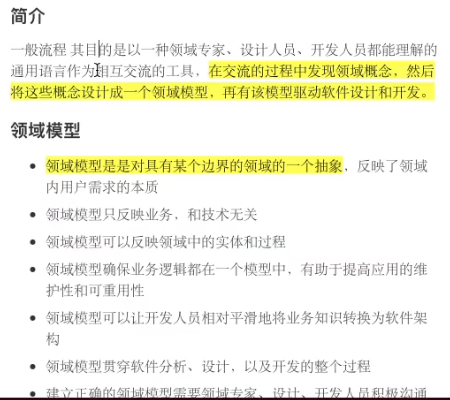 简介
一般流程 其目的是以一种领域专家、设计人员、开发人员都能理解的
通用语言作为相互交流的工具，在交流的过程中发现领域概念，然后
将这些概念设计成一个领域模型，再有该模型驱动软件设计和开发。
领域模型
领域模型是是对具有某个边界的领域的一个抽象，反映了领域
内用户需求的本质
领域模型只反映业务，和技术无关
领域模型可以反映领域中的实体和过程
领域模型确保业务逻辑都在一个模型中，有助于提高应用的维
护性和可重用性
领域模型可以让开发人员相对平滑地将业务知识转换为软件架
构
领域模型贯穿软件分析、设计，以及开发的整个过程
建立正确的领域模型需要领域专家、设计、开发人员积极沟通